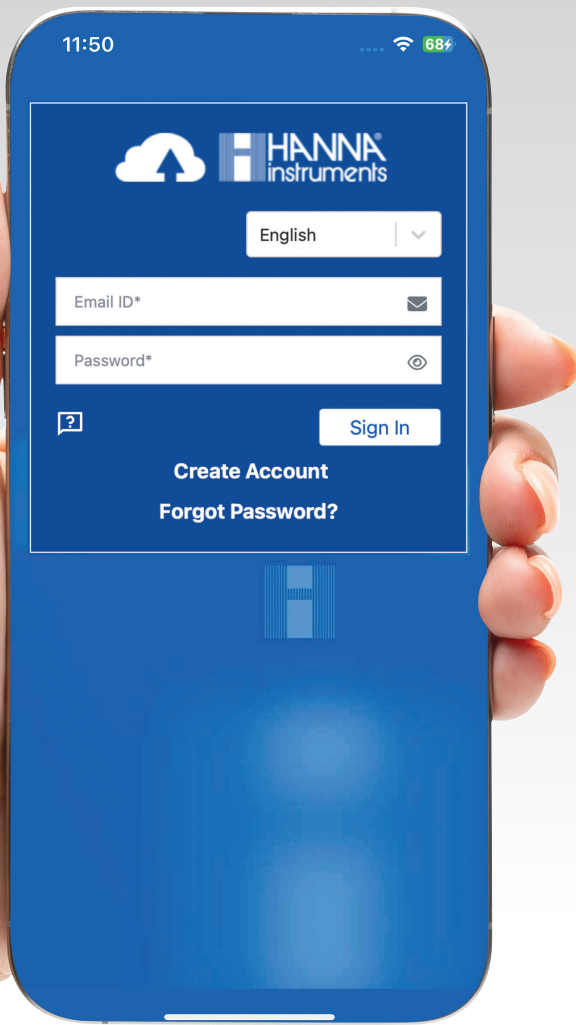 11:50
68
HANNA®
instruments
English
Email ID*
Password*
?
Sign In
Create Account
Forgot Password?